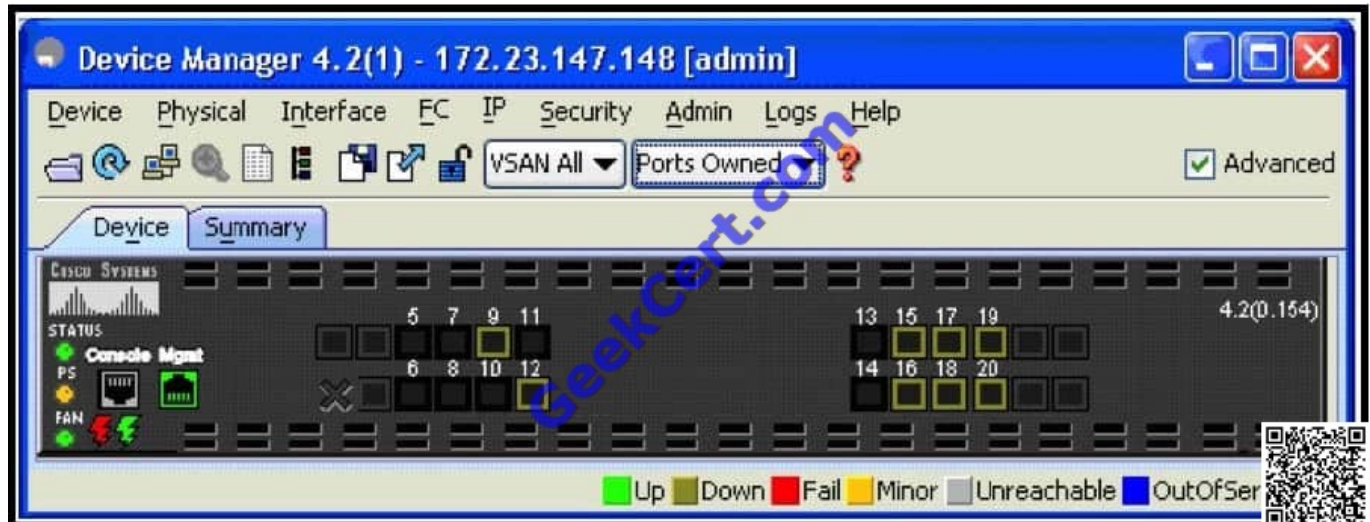 Device Manager 4.2(1) - 172.23.147.148 [admin]
Device Physical Interface FC IP Security Admin Logs Help
VSAN All Ports Owned Advanced
Device Summary
CISCO SYSTEMS
4.2(0.154)
STATUS
Console Mgmt
PS
FAN
5 7 9 11 13 15 17 19
6 8 10 12 14 16 18 20
GeekCert.com
Up Down Fail Minor Unreachable OutOfSer